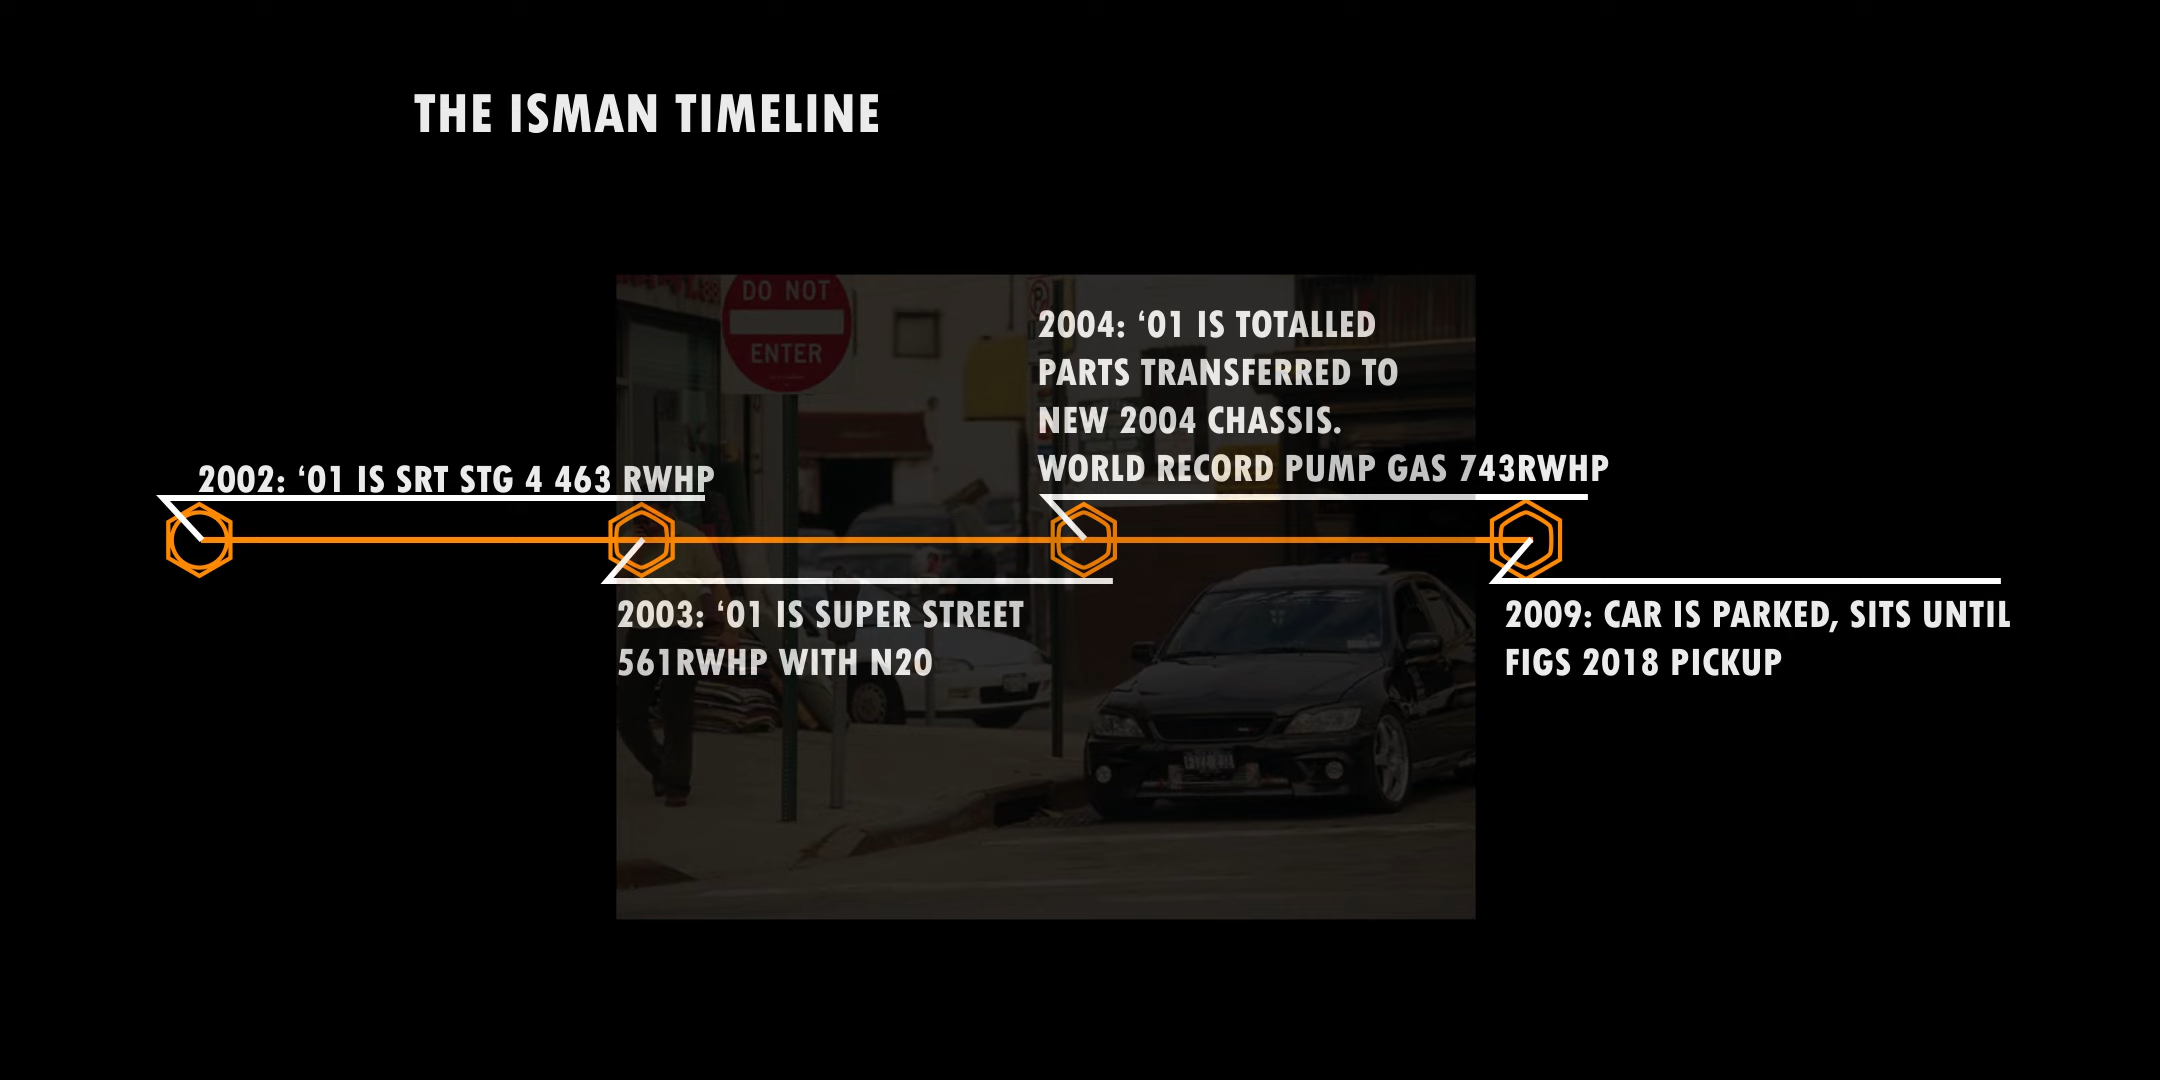 THE ISMAN TIMELINE
DO NOT
ENTER
2004: ‘01 IS TOTALLED
PARTS TRANSFERRED TO
NEW 2004 CHASSIS.
WORLD RECORD PUMP GAS 743RWHP
2002: ‘01 IS SRT STG 4 463 RWHP
2003: ‘01 IS SUPER STREET
561RWHP WITH N20
2009: CAR IS PARKED, SITS UNTIL
FIGS 2018 PICKUP